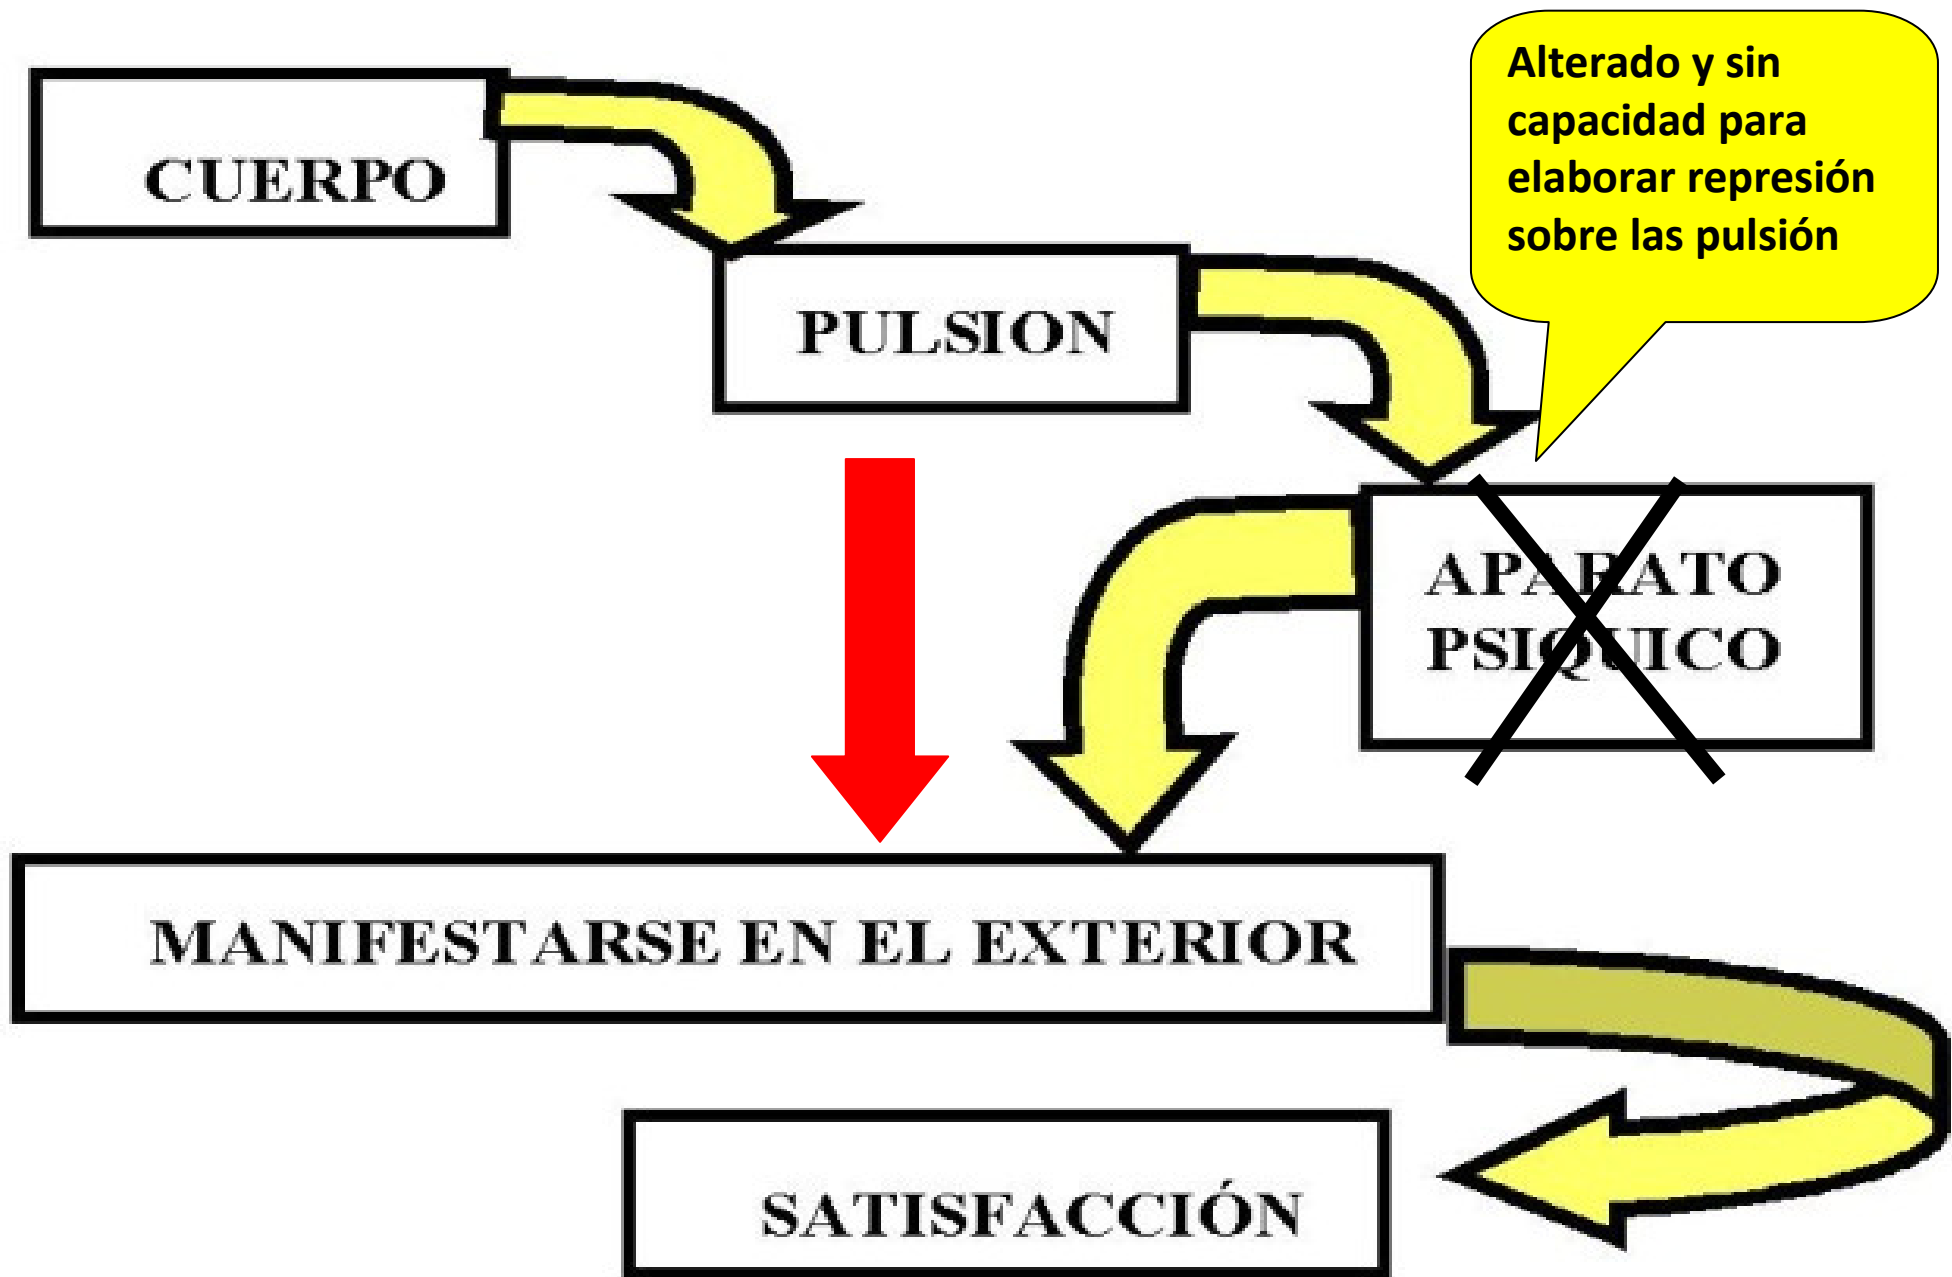 CUERPO
Alterado y sin
capacidad para
elaborar represión
sobre las pulsión
PULSION
APARATO
PSIQUICO
MANIFESTARSE EN EL EXTERIOR
SATISFACCIÓN